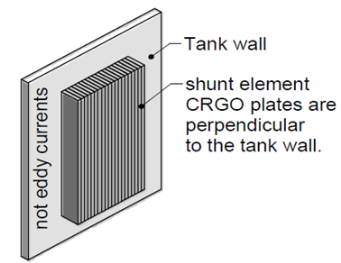 Tank wall
shunt element
CRGO plates are
perpendicular
to the tank wall.
not eddy currents